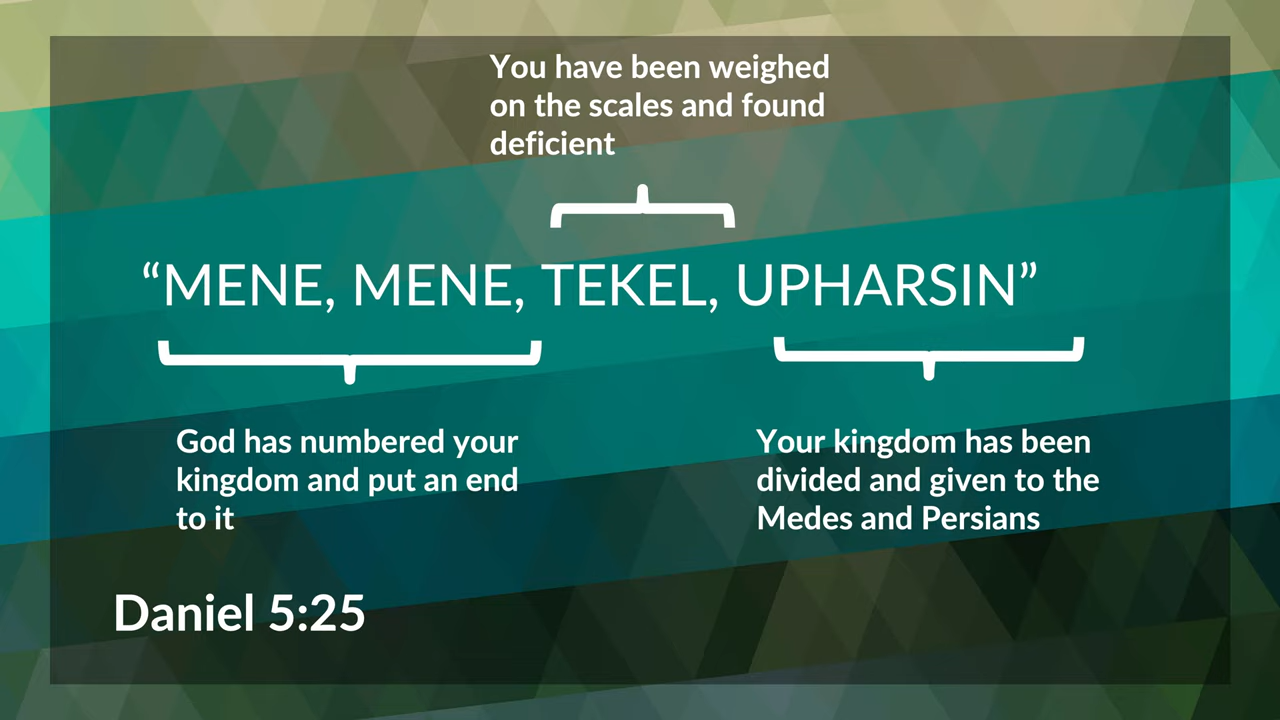 You have been weighed
on the scales and found
deficient
“MENE, MENE, TEKEL, UPHARSIN”
God has numbered your
kingdom and put an end
to it
Your kingdom has been
divided and given to the
Medes and Persians
Daniel 5:25